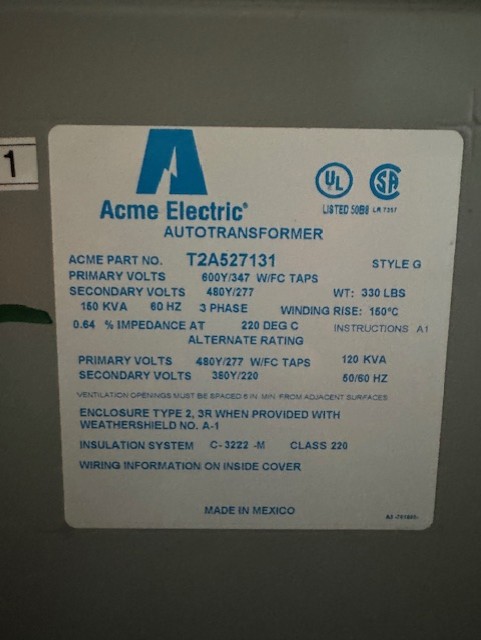 1
Acme Electric®
AUTOTRANSFORMER
UL
SA
LISTED 50B9 LR 7357
ACME PART NO. T2A527131 STYLE G
PRIMARY VOLTS 600Y/347 W/FC TAPS
SECONDARY VOLTS 480Y/277 WT: 330 LBS
150 KVA 60 HZ 3 PHASE WINDING RISE: 150°C
0.64 % IMPEDANCE AT 220 DEG C INSTRUCTIONS A1
ALTERNATE RATING
PRIMARY VOLTS 480Y/277 W/FC TAPS 120 KVA
SECONDARY VOLTS 380Y/220 50/60 HZ
VENTILATION OPENINGS MUST BE SPACED 6 IN. MIN. FROM ADJACENT SURFACES
ENCLOSURE TYPE 2, 3R WHEN PROVIDED WITH
WEATHERSHIELD NO. A-1
INSULATION SYSTEM C-3222 -M CLASS 220
WIRING INFORMATION ON INSIDE COVER
MADE IN MEXICO